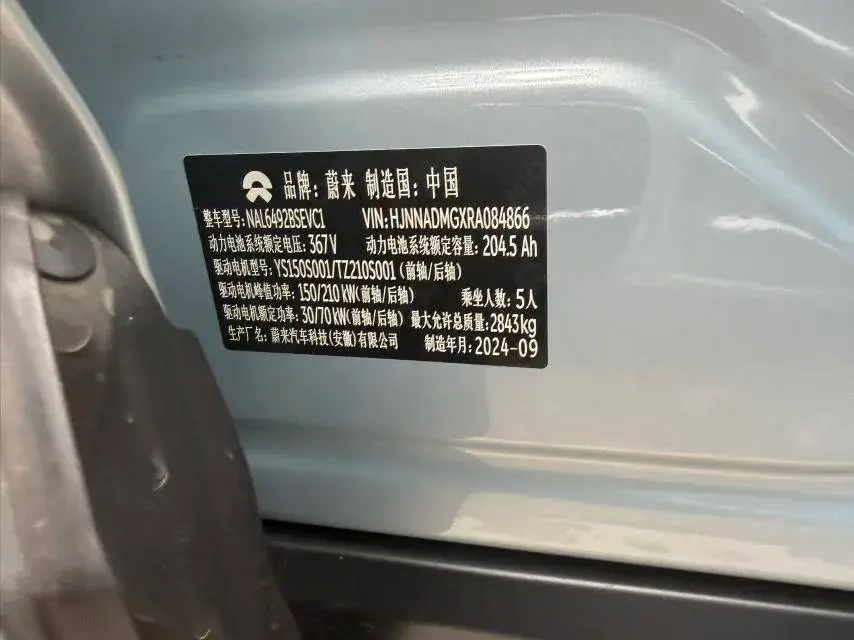 品牌：蔚来 制造国：中国
整车型号：NAL6492BSEVC1 VIN：HJNNADMGXRA084866
动力电池系统额定电压：367V 动力电池系统额定容量：204.5 Ah
驱动电机型号：YS150S001/TZ210S001（前轴/后轴）
驱动电机峰值功率：150/210 kW（前轴/后轴） 乘坐人数：5人
驱动电机额定功率：30/70 kW（前轴/后轴） 最大允许总质量：2843kg
生产厂名：蔚来汽车科技（安徽）有限公司 制造年月：2024-09